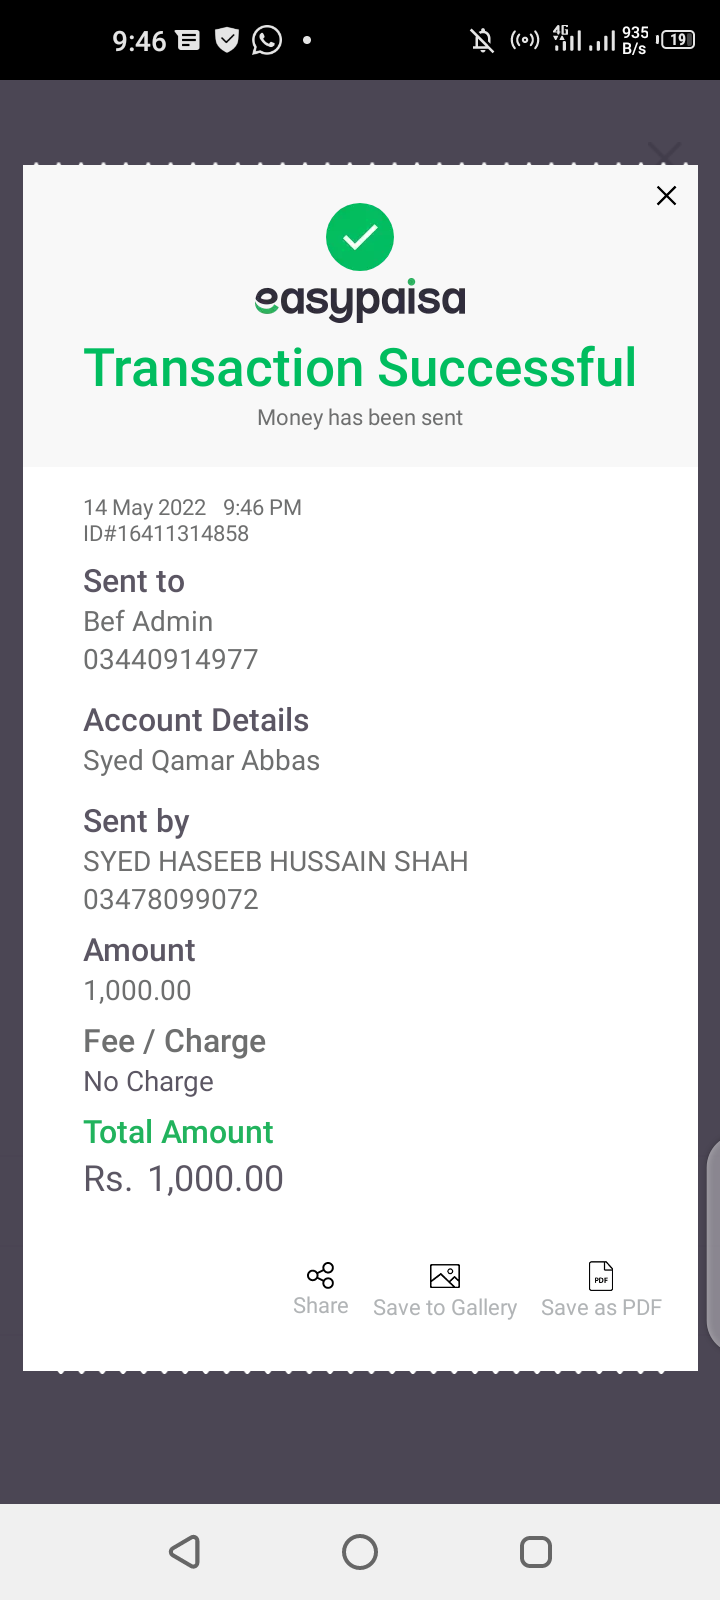 9:46
4G
935
B/s
19
easypaisa
Transaction Successful
Money has been sent
14 May 2022 9:46 PM
ID#16411314858
Sent to
Bef Admin
03440914977
Account Details
Syed Qamar Abbas
Sent by
SYED HASEEB HUSSAIN SHAH
03478099072
Amount
1,000.00
Fee / Charge
No Charge
Total Amount
Rs. 1,000.00
PDF
Share Save to Gallery Save as PDF